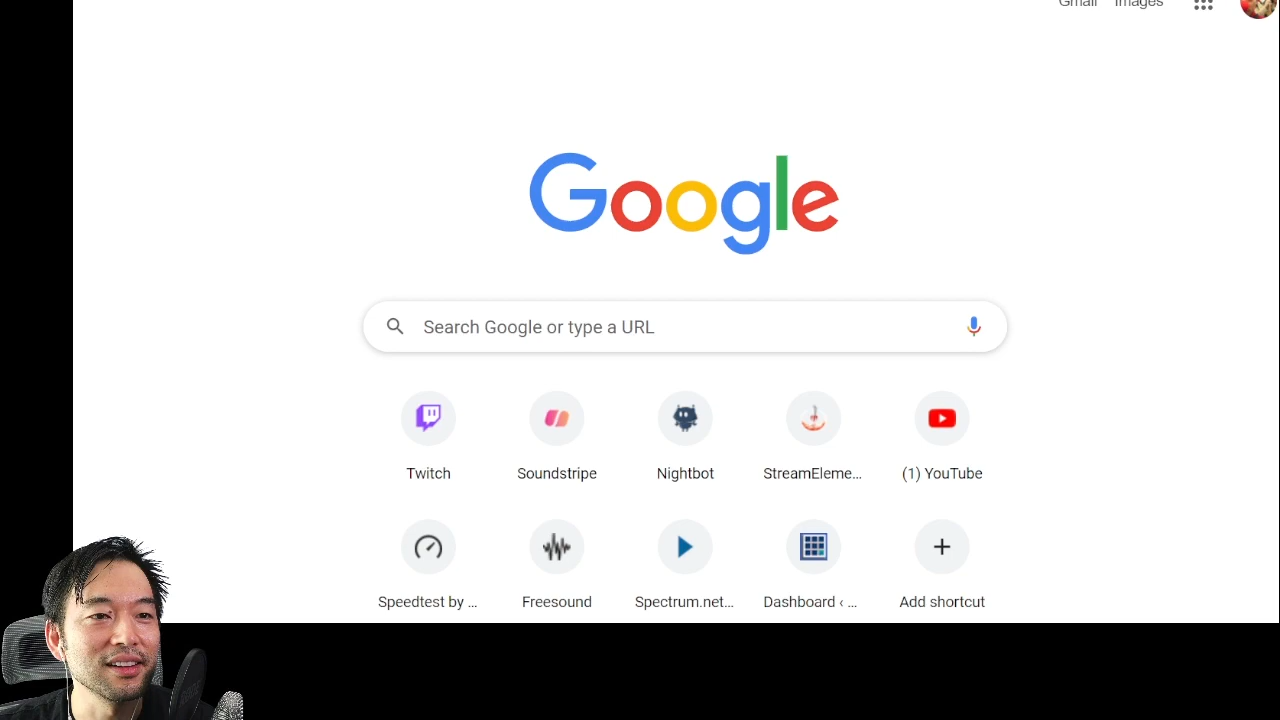 Gmail Images
Google
Search Google or type a URL
Twitch Soundstripe Nightbot StreamEleme... (1) YouTube
Speedtest by ... Freesound Spectrum.net... Dashboard ‹ ... Add shortcut